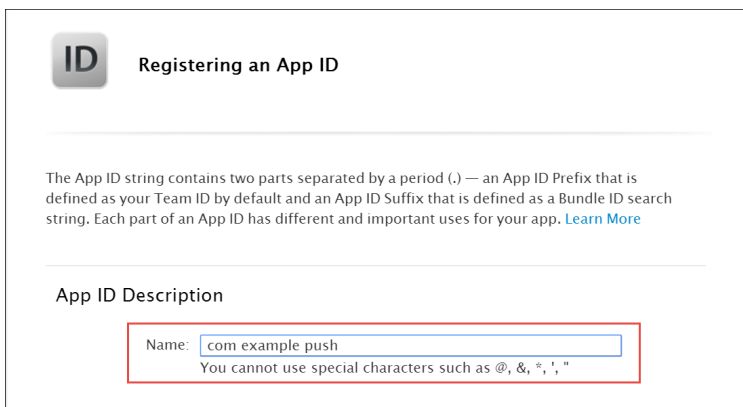 ID
Registering an App ID
The App ID string contains two parts separated by a period (.) — an App ID Prefix that is
defined as your Team ID by default and an App ID Suffix that is defined as a Bundle ID search
string. Each part of an App ID has different and important uses for your app. Learn More
App ID Description
Name: com example push
You cannot use special characters such as @, &, *, ', "